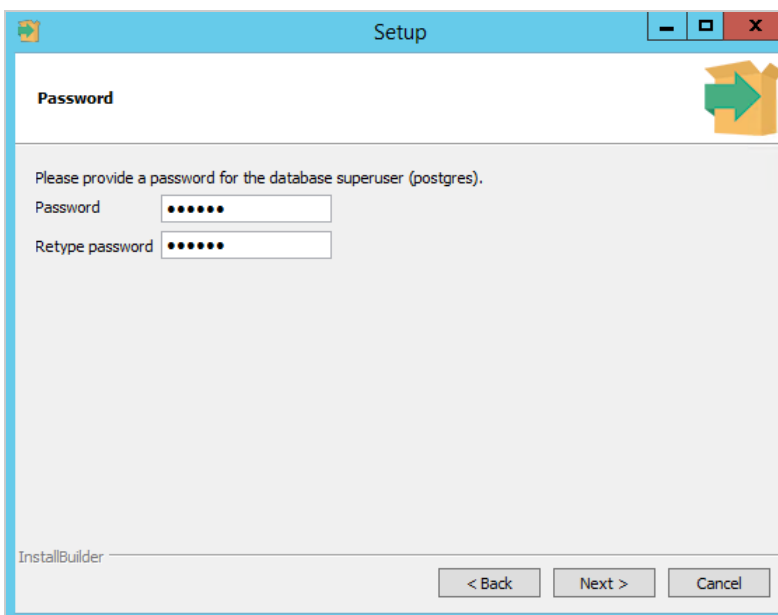 Setup
Password
Please provide a password for the database superuser (postgres).
Password ••••••
Retype password ••••••
InstallBuilder
< Back Next > Cancel